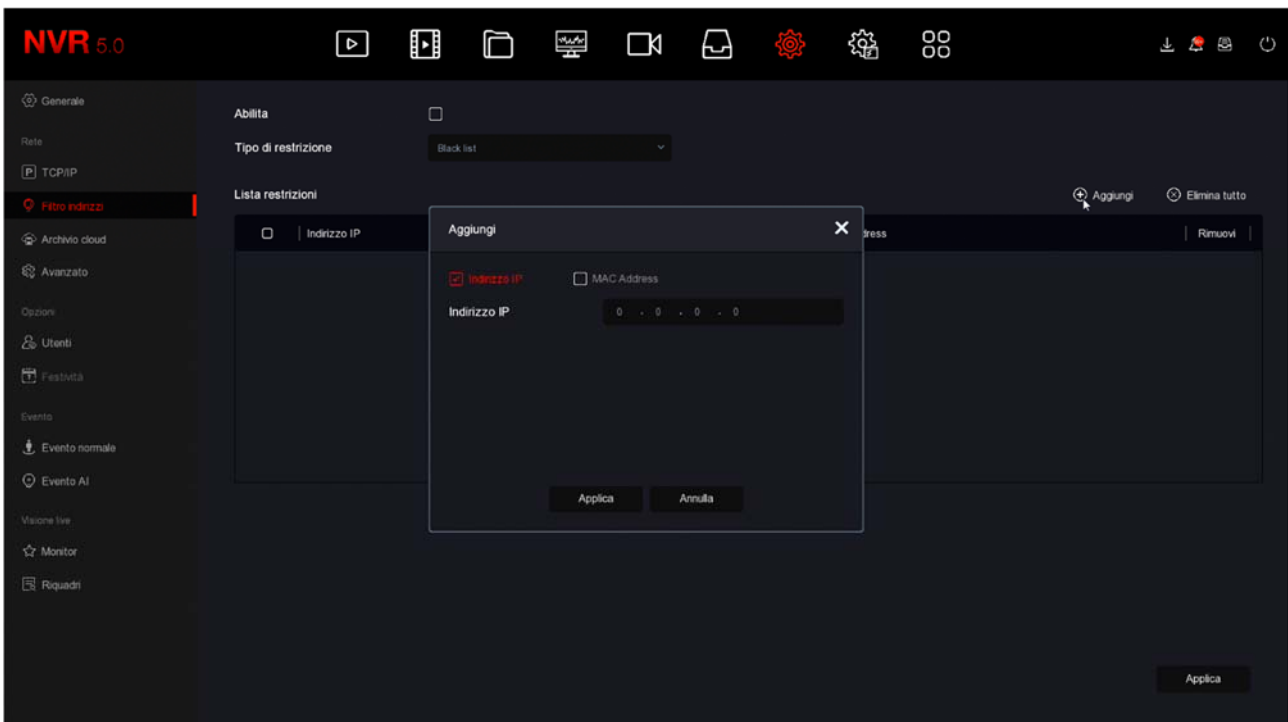 NVR 5.0
Generale
Rete
TCP/IP
Filtro indirizzi
Archivio cloud
Avanzato
Opzioni
Utenti
Festività
Evento
Evento normale
Evento AI
Visione live
Monitor
Riquadri
Abilita
Tipo di restrizione Black list
Lista restrizioni Aggiungi Elimina tutto
Indirizzo IP dress Rimuovi
Aggiungi
Indirizzo IP MAC Address
Indirizzo IP 0 . 0 . 0 . 0
Applica Annulla
Applica